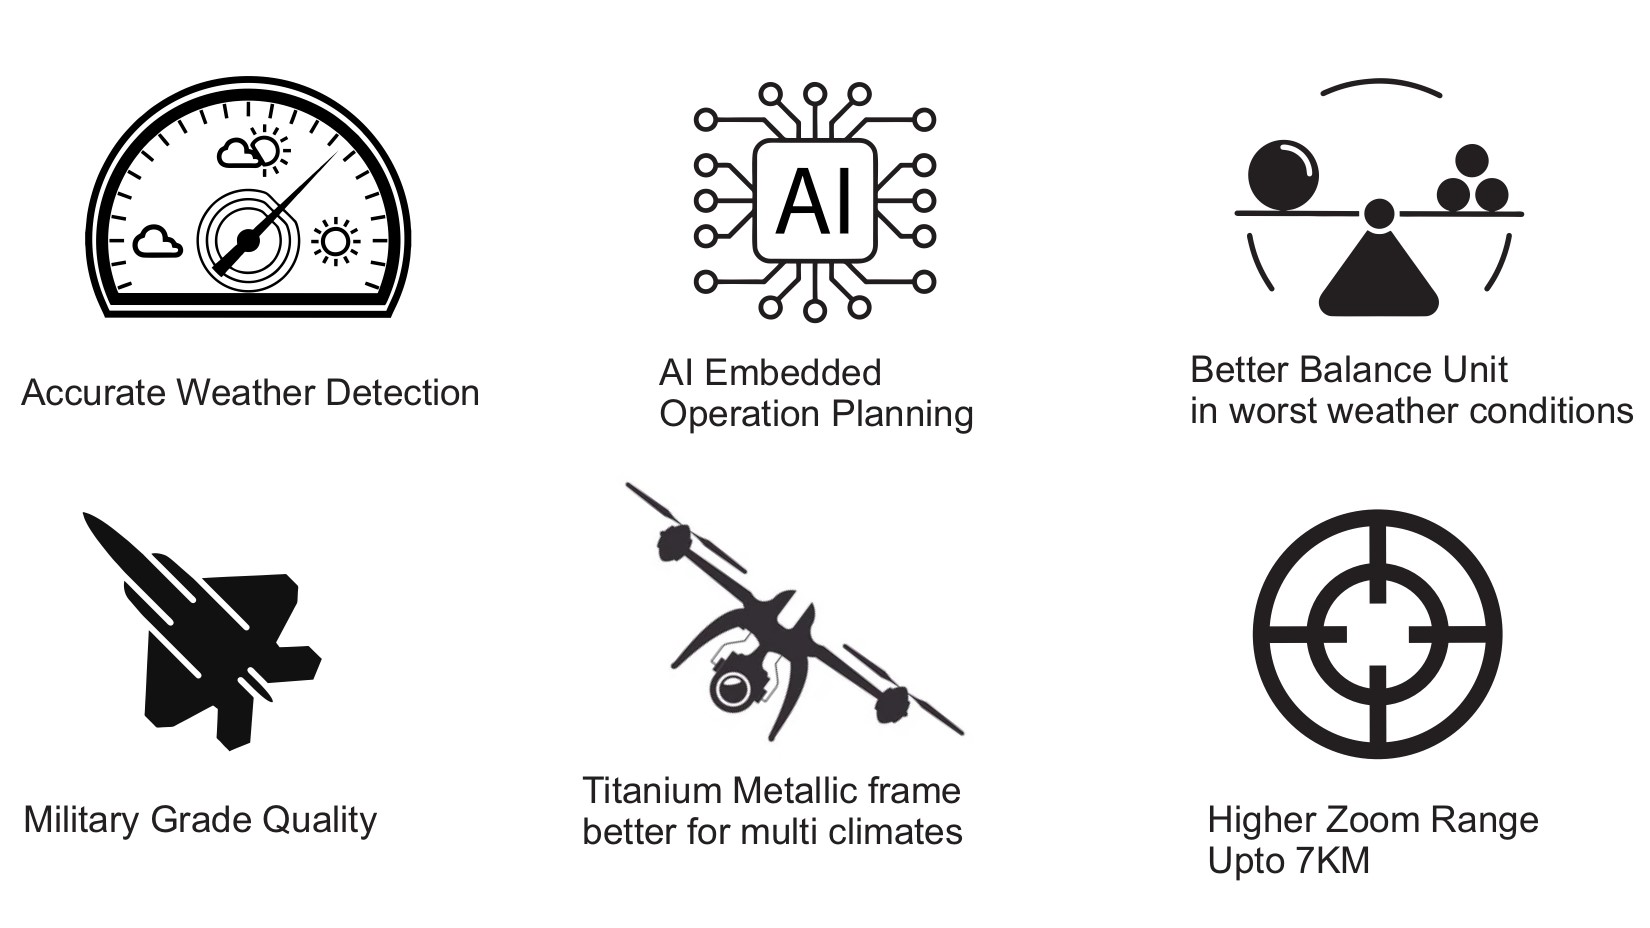 AI
Accurate Weather Detection
AI Embedded
Operation Planning
Better Balance Unit
in worst weather conditions
Military Grade Quality
Titanium Metallic frame
better for multi climates
Higher Zoom Range
Upto 7KM